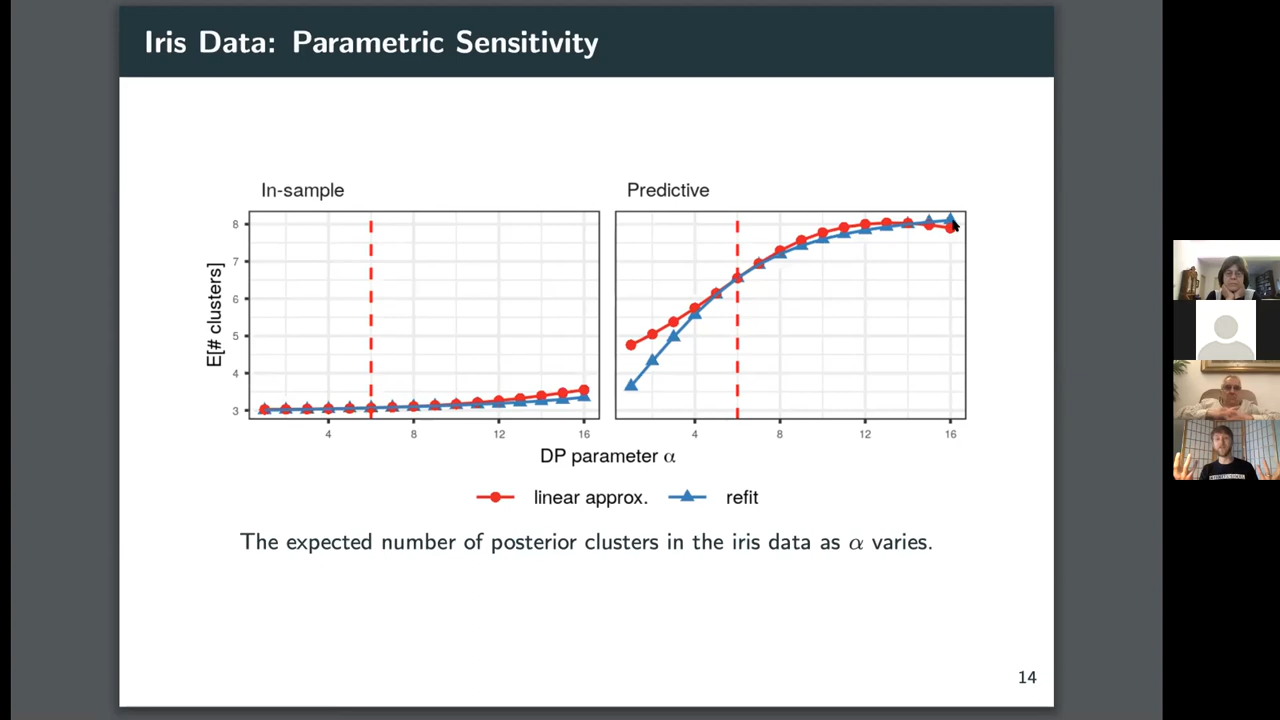 Iris Data: Parametric Sensitivity
In-sample
Predictive
E[# clusters]
8
7
6
5
4
3
4 8 12 16
4 8 12 16
DP parameter α
linear approx. refit
The expected number of posterior clusters in the iris data as α varies.
14